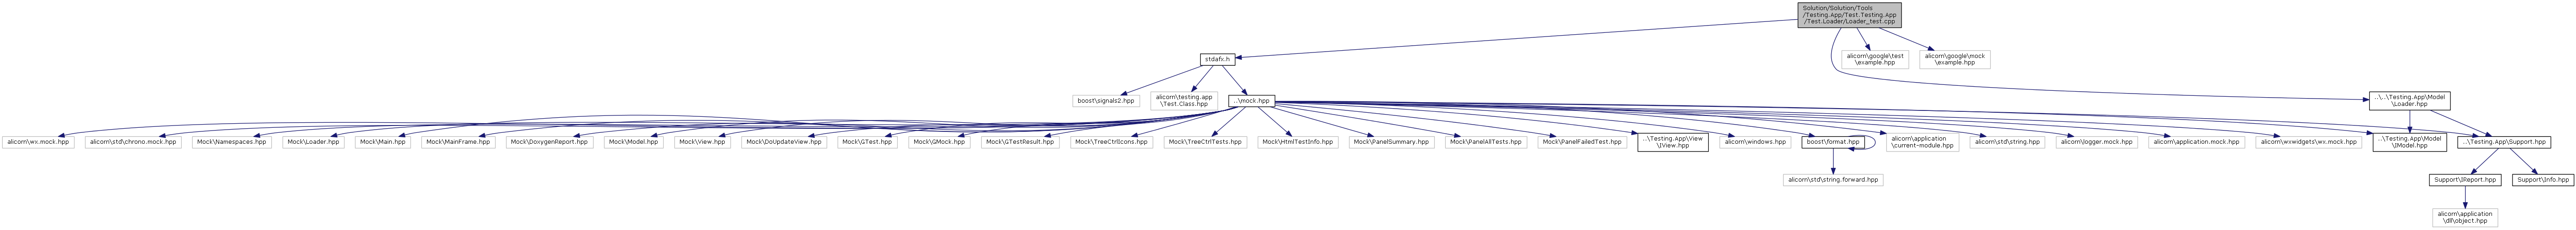 Solution/Solution/Tools
/Testing.App/Test.Testing.App
/Test.Loader/Loader_test.cpp
stdafx.h
alicorn\google\test
\example.hpp
alicorn\google\mock
\example.hpp
boost\signals2.hpp
alicorn\testing.app
\Test.Class.hpp
..\mock.hpp
..\..\Testing.App\Model
\Loader.hpp
alicorn\wx.mock.hpp
alicorn\std\chrono.mock.hpp
Mock\Namespaces.hpp
Mock\Loader.hpp
Mock\Main.hpp
Mock\MainFrame.hpp
Mock\DoxygenReport.hpp
Mock\Model.hpp
Mock\View.hpp
Mock\DoUpdateView.hpp
Mock\GTest.hpp
Mock\GMock.hpp
Mock\GTestResult.hpp
Mock\TreeCtrlIcons.hpp
Mock\TreeCtrlTests.hpp
Mock\HtmlTestInfo.hpp
Mock\PanelSummary.hpp
Mock\PanelAllTests.hpp
Mock\PanelFailedTest.hpp
..\Testing.App\View
\IView.hpp
alicorn\windows.hpp
boost\format.hpp
alicorn\application
\current-module.hpp
alicorn\std\string.hpp
alicorn\logger.mock.hpp
alicorn\application.mock.hpp
alicorn\wxwidgets\wx.mock.hpp
..\Testing.App\Model
\IModel.hpp
..\Testing.App\Support.hpp
alicorn\std\string.forward.hpp
Support\IReport.hpp
Support\Info.hpp
alicorn\application
\dll\object.hpp